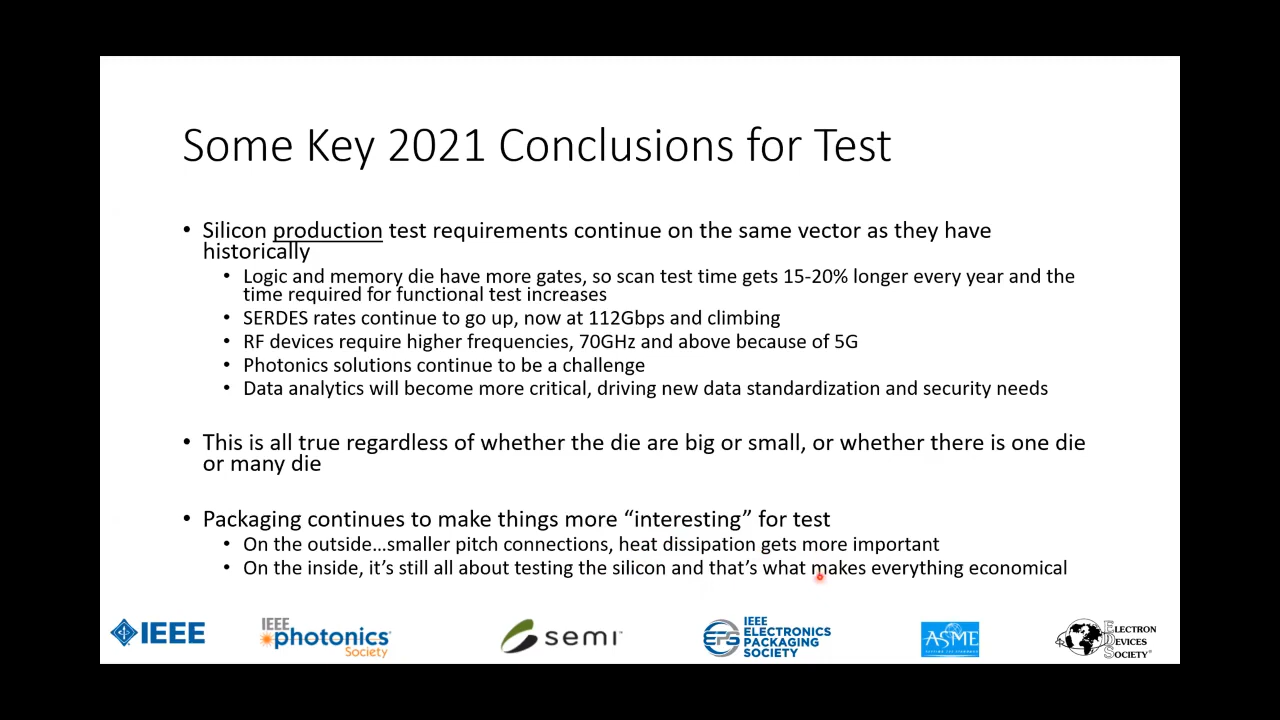 Some Key 2021 Conclusions for Test
• Silicon production test requirements continue on the same vector as they have
historically
• Logic and memory die have more gates, so scan test time gets 15-20% longer every year and the
time required for functional test increases
• SERDES rates continue to go up, now at 112Gbps and climbing
• RF devices require higher frequencies, 70GHz and above because of 5G
• Photonics solutions continue to be a challenge
• Data analytics will become more critical, driving new data standardization and security needs
• This is all true regardless of whether the die are big or small, or whether there is one die
or many die
• Packaging continues to make things more “interesting” for test
• On the outside…smaller pitch connections, heat dissipation gets more important
• On the inside, it’s still all about testing the silicon and that’s what makes everything economical
IEEE
IEEE
photonics
Society
semi
EPS
IEEE
ELECTRONICS
PACKAGING
SOCIETY
ASME
ELECTRON
DEVICES
SOCIETY